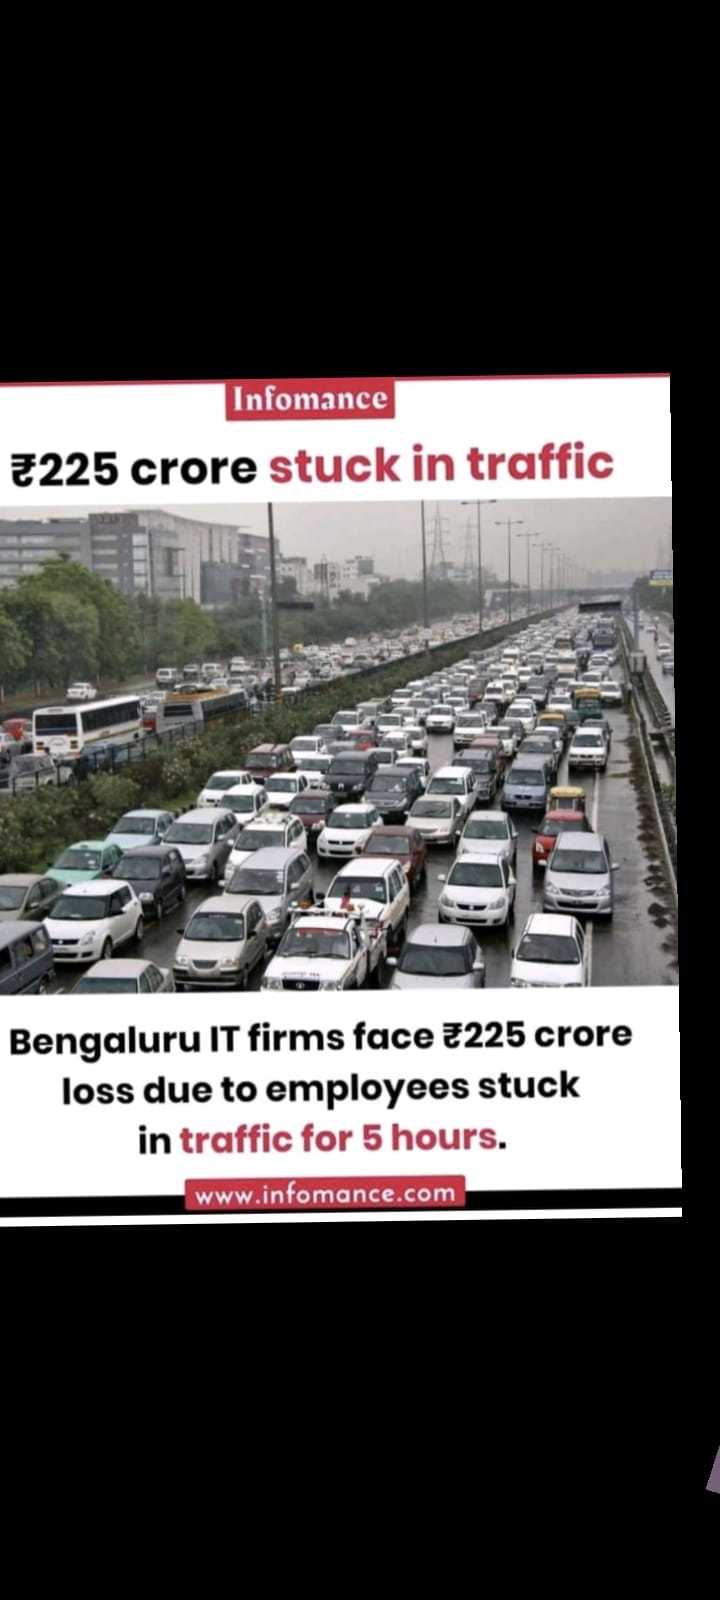 Infomance
₹225 crore stuck in traffic
Bengaluru IT firms face ₹225 crore
loss due to employees stuck
in traffic for 5 hours.
www.infomance.com